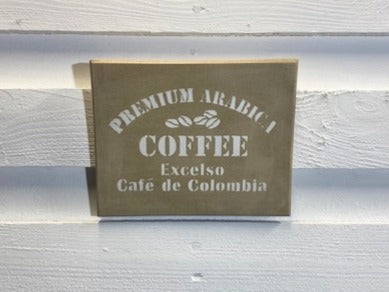 PREMIUM ARABICA
COFFEE
Excelso
Café de Colombia